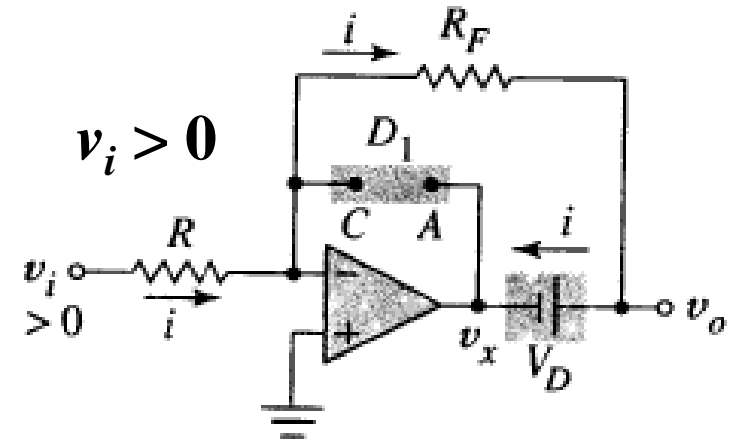 i R_F
v_i > 0
D_1
C A
R
i
v_i
> 0
i
−
+
v_x
V_D
v_o